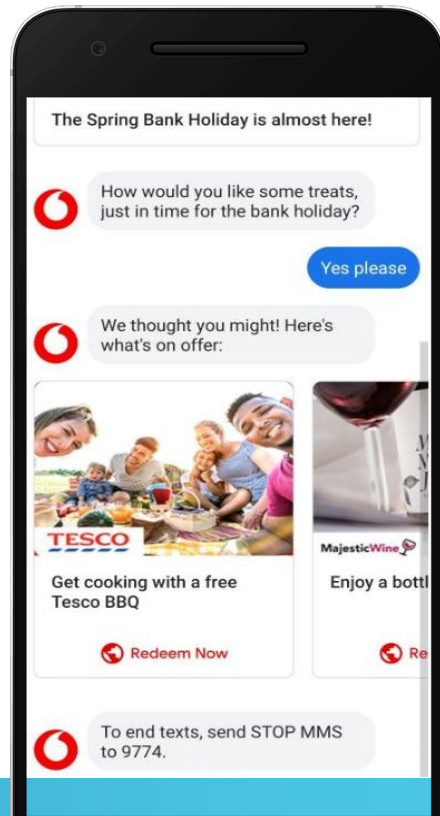 The Spring Bank Holiday is almost here!
How would you like some treats,
just in time for the bank holiday?
Yes please
We thought you might! Here's
what's on offer:
TESCO
MajesticWine
Get cooking with a free
Tesco BBQ
Enjoy a bottl
Redeem Now
Re
To end texts, send STOP MMS
to 9774.